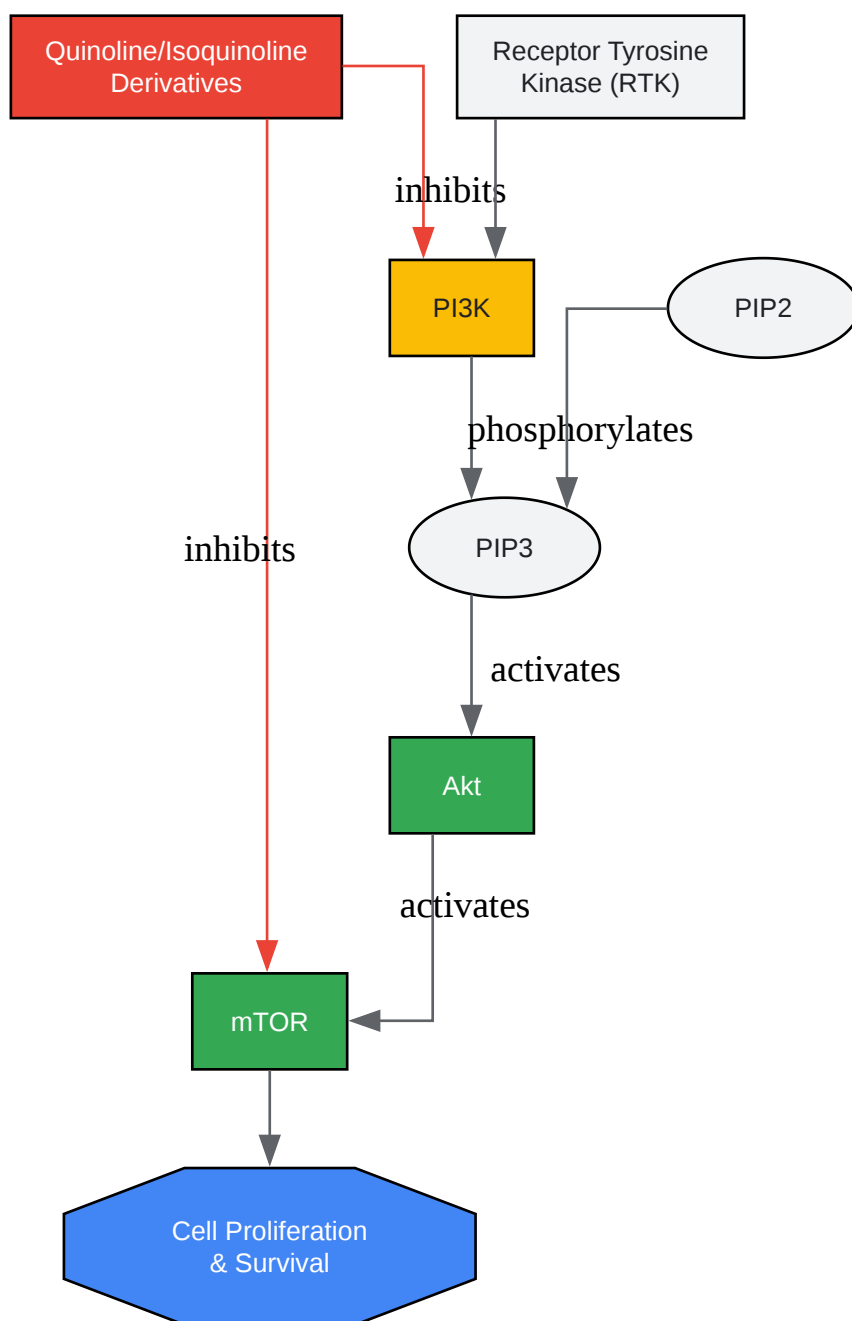 Quinoline/Isoquinoline
Derivatives
Receptor Tyrosine
Kinase (RTK)
inhibits
PI3K
PIP2
phosphorylates
PIP3
inhibits
activates
Akt
activates
mTOR
Cell Proliferation
& Survival